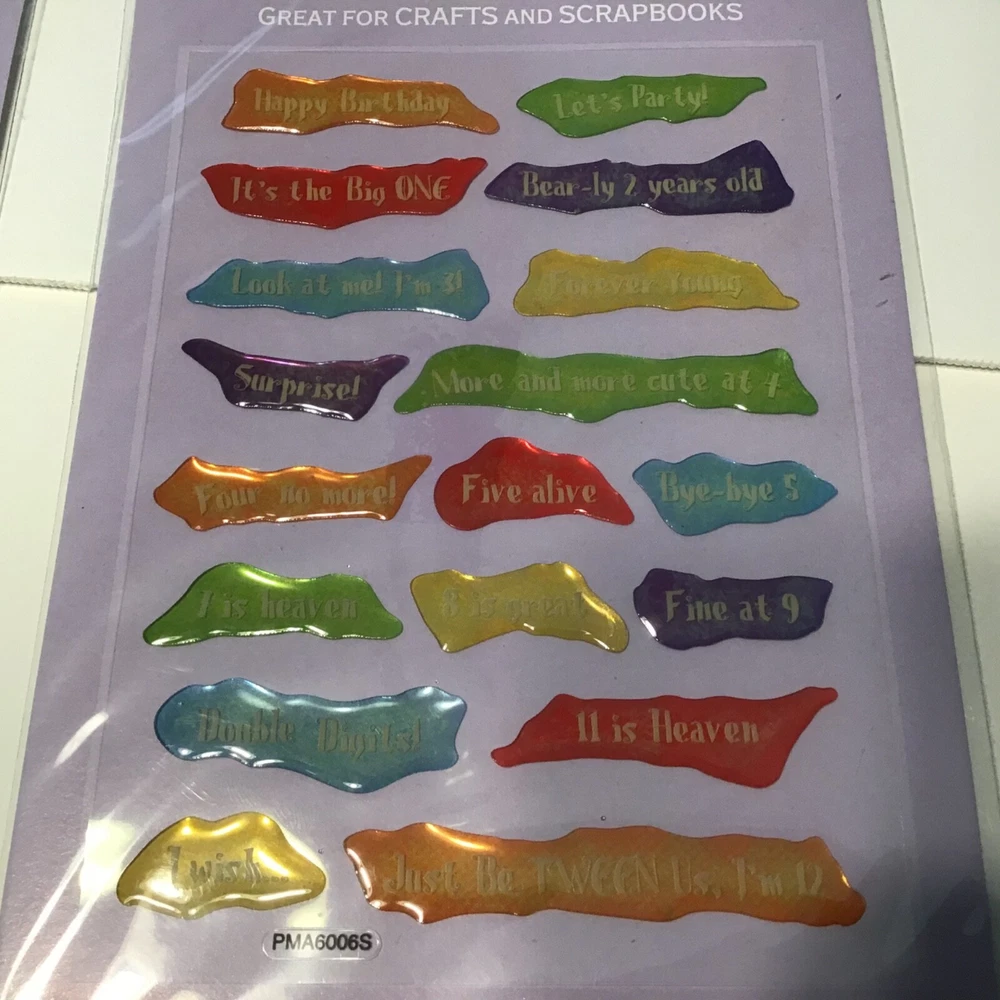 GREAT FOR CRAFTS AND SCRAPBOOKS
Happy Birthday
Let's Party!
It's the Big ONE
Bear-ly 2 years old
Look at me! I'm 3!
Forever Young
Surprise!
More and more cute at 4
Four no more!
Five alive
Bye-bye 5
7 is heaven
8 is great
Fine at 9
Double Digits!
11 is Heaven
I wish...
Just Be TWEEN Us, I'm 12
PMA6006S